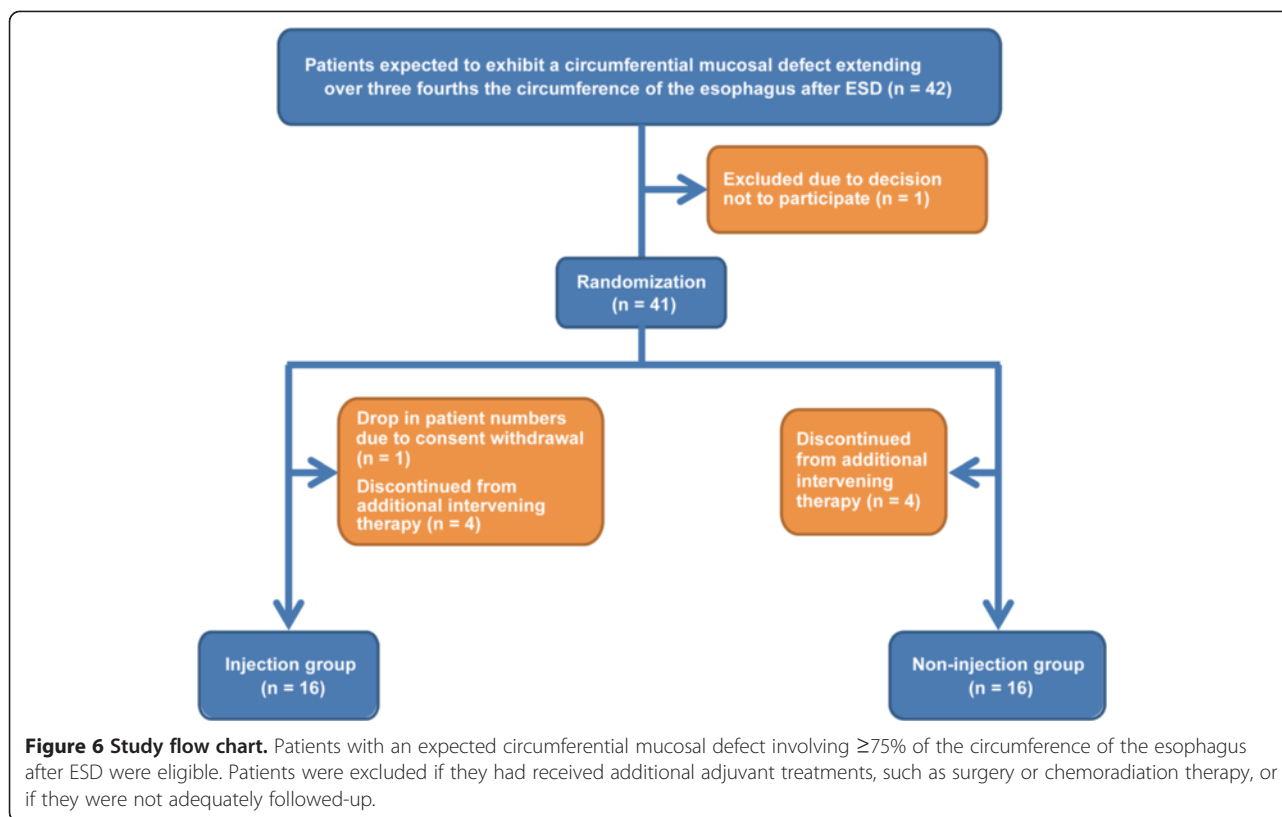 Patients expected to exhibit a circumferential mucosal defect extending
over three fourths the circumference of the esophagus after ESD (n = 42)
Excluded due to decision
not to participate (n = 1)
Randomization
(n = 41)
Drop in patient numbers
due to consent withdrawal
(n = 1)
Discontinued from
additional intervening
therapy (n = 4)
Discontinued
from additional
intervening
therapy (n = 4)
Injection group
(n = 16)
Non-injection group
(n = 16)
Figure 6 Study flow chart. Patients with an expected circumferential mucosal defect involving ≥75% of the circumference of the esophagus
after ESD were eligible. Patients were excluded if they had received additional adjuvant treatments, such as surgery or chemoradiation therapy, or
if they were not adequately followed-up.